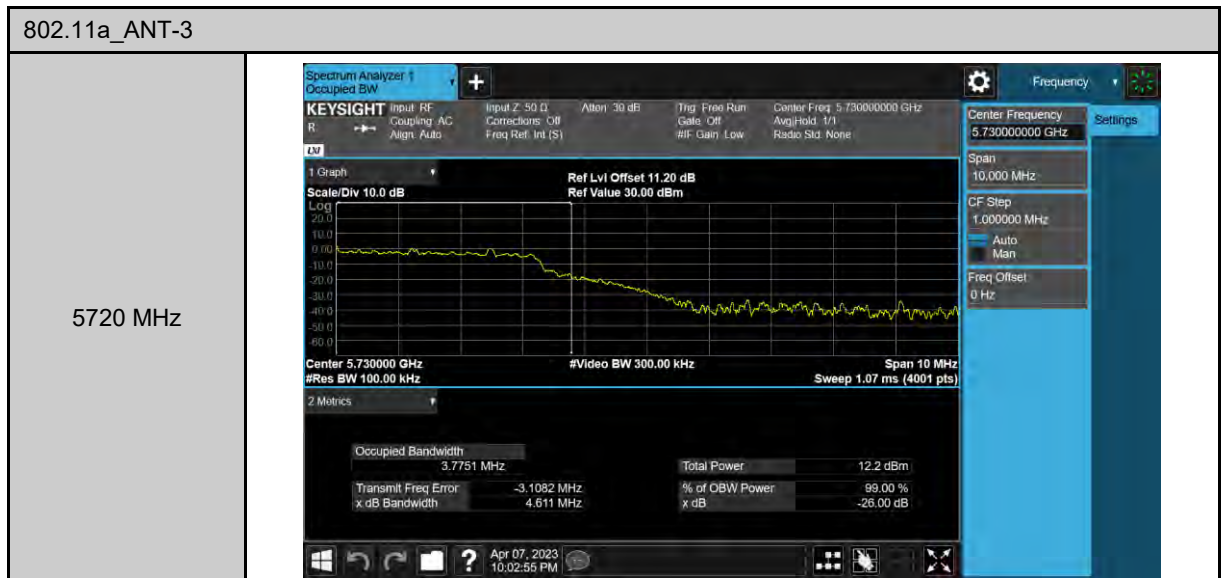 802.11a_ANT-3
5720 MHz
Spectrum Analyzer 1
Occupied BW
+
Frequency
KEYSIGHT
R
LXI
Input: RF
Coupling: AC
Align: Auto
Input Z: 50 Ω
Corrections: Off
Freq Ref: Int (S)
Atten: 30 dB
Trig: Free Run
Gate: Off
#IF Gain: Low
Center Freq: 5.730000000 GHz
Avg|Hold: 1/1
Radio Std: None
Center Frequency
5.730000000 GHz
Settings
Span
10.000 MHz
CF Step
1.000000 MHz
Auto
Man
Freq Offset
0 Hz
1 Graph
Scale/Div 10.0 dB
Ref Lvl Offset 11.20 dB
Ref Value 30.00 dBm
Log
20.0
10.0
0.00
-10.0
-20.0
-30.0
-40.0
-50.0
-60.0
Center 5.730000 GHz
#Video BW 300.00 kHz
Span 10 MHz
#Res BW 100.00 kHz
Sweep 1.07 ms (4001 pts)
2 Metrics
Occupied Bandwidth
3.7751 MHz
Total Power 12.2 dBm
Transmit Freq Error -3.1082 MHz
% of OBW Power 99.00 %
x dB Bandwidth 4.611 MHz
x dB -26.00 dB
?
Apr 07, 2023
10:02:55 PM